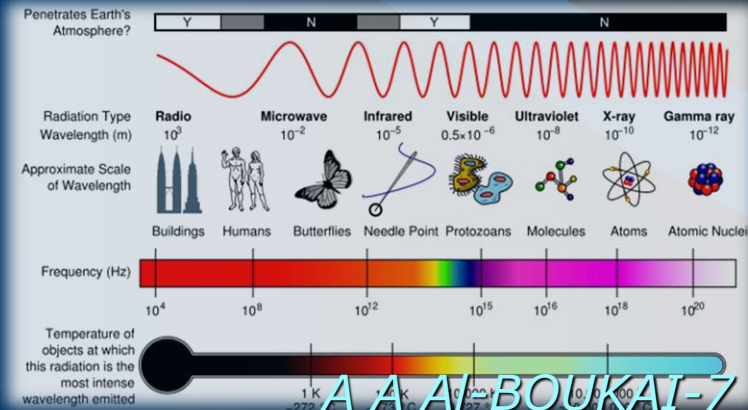 Penetrates Earth's
Atmosphere?
Y N Y N
Radiation Type Radio Microwave Infrared Visible Ultraviolet X-ray Gamma ray
Wavelength (m) 10³ 10⁻² 10⁻⁵ 0.5×10⁻⁶ 10⁻⁸ 10⁻¹⁰ 10⁻¹²
Approximate Scale
of Wavelength
Buildings Humans Butterflies Needle Point Protozoans Molecules Atoms Atomic Nuclei
Frequency (Hz)
10⁴ 10⁸ 10¹² 10¹⁵ 10¹⁶ 10¹⁸ 10²⁰
Temperature of
objects at which
this radiation is the
most intense
wavelength emitted
1 K
−272 °C
A A Al-BOUKAI-7